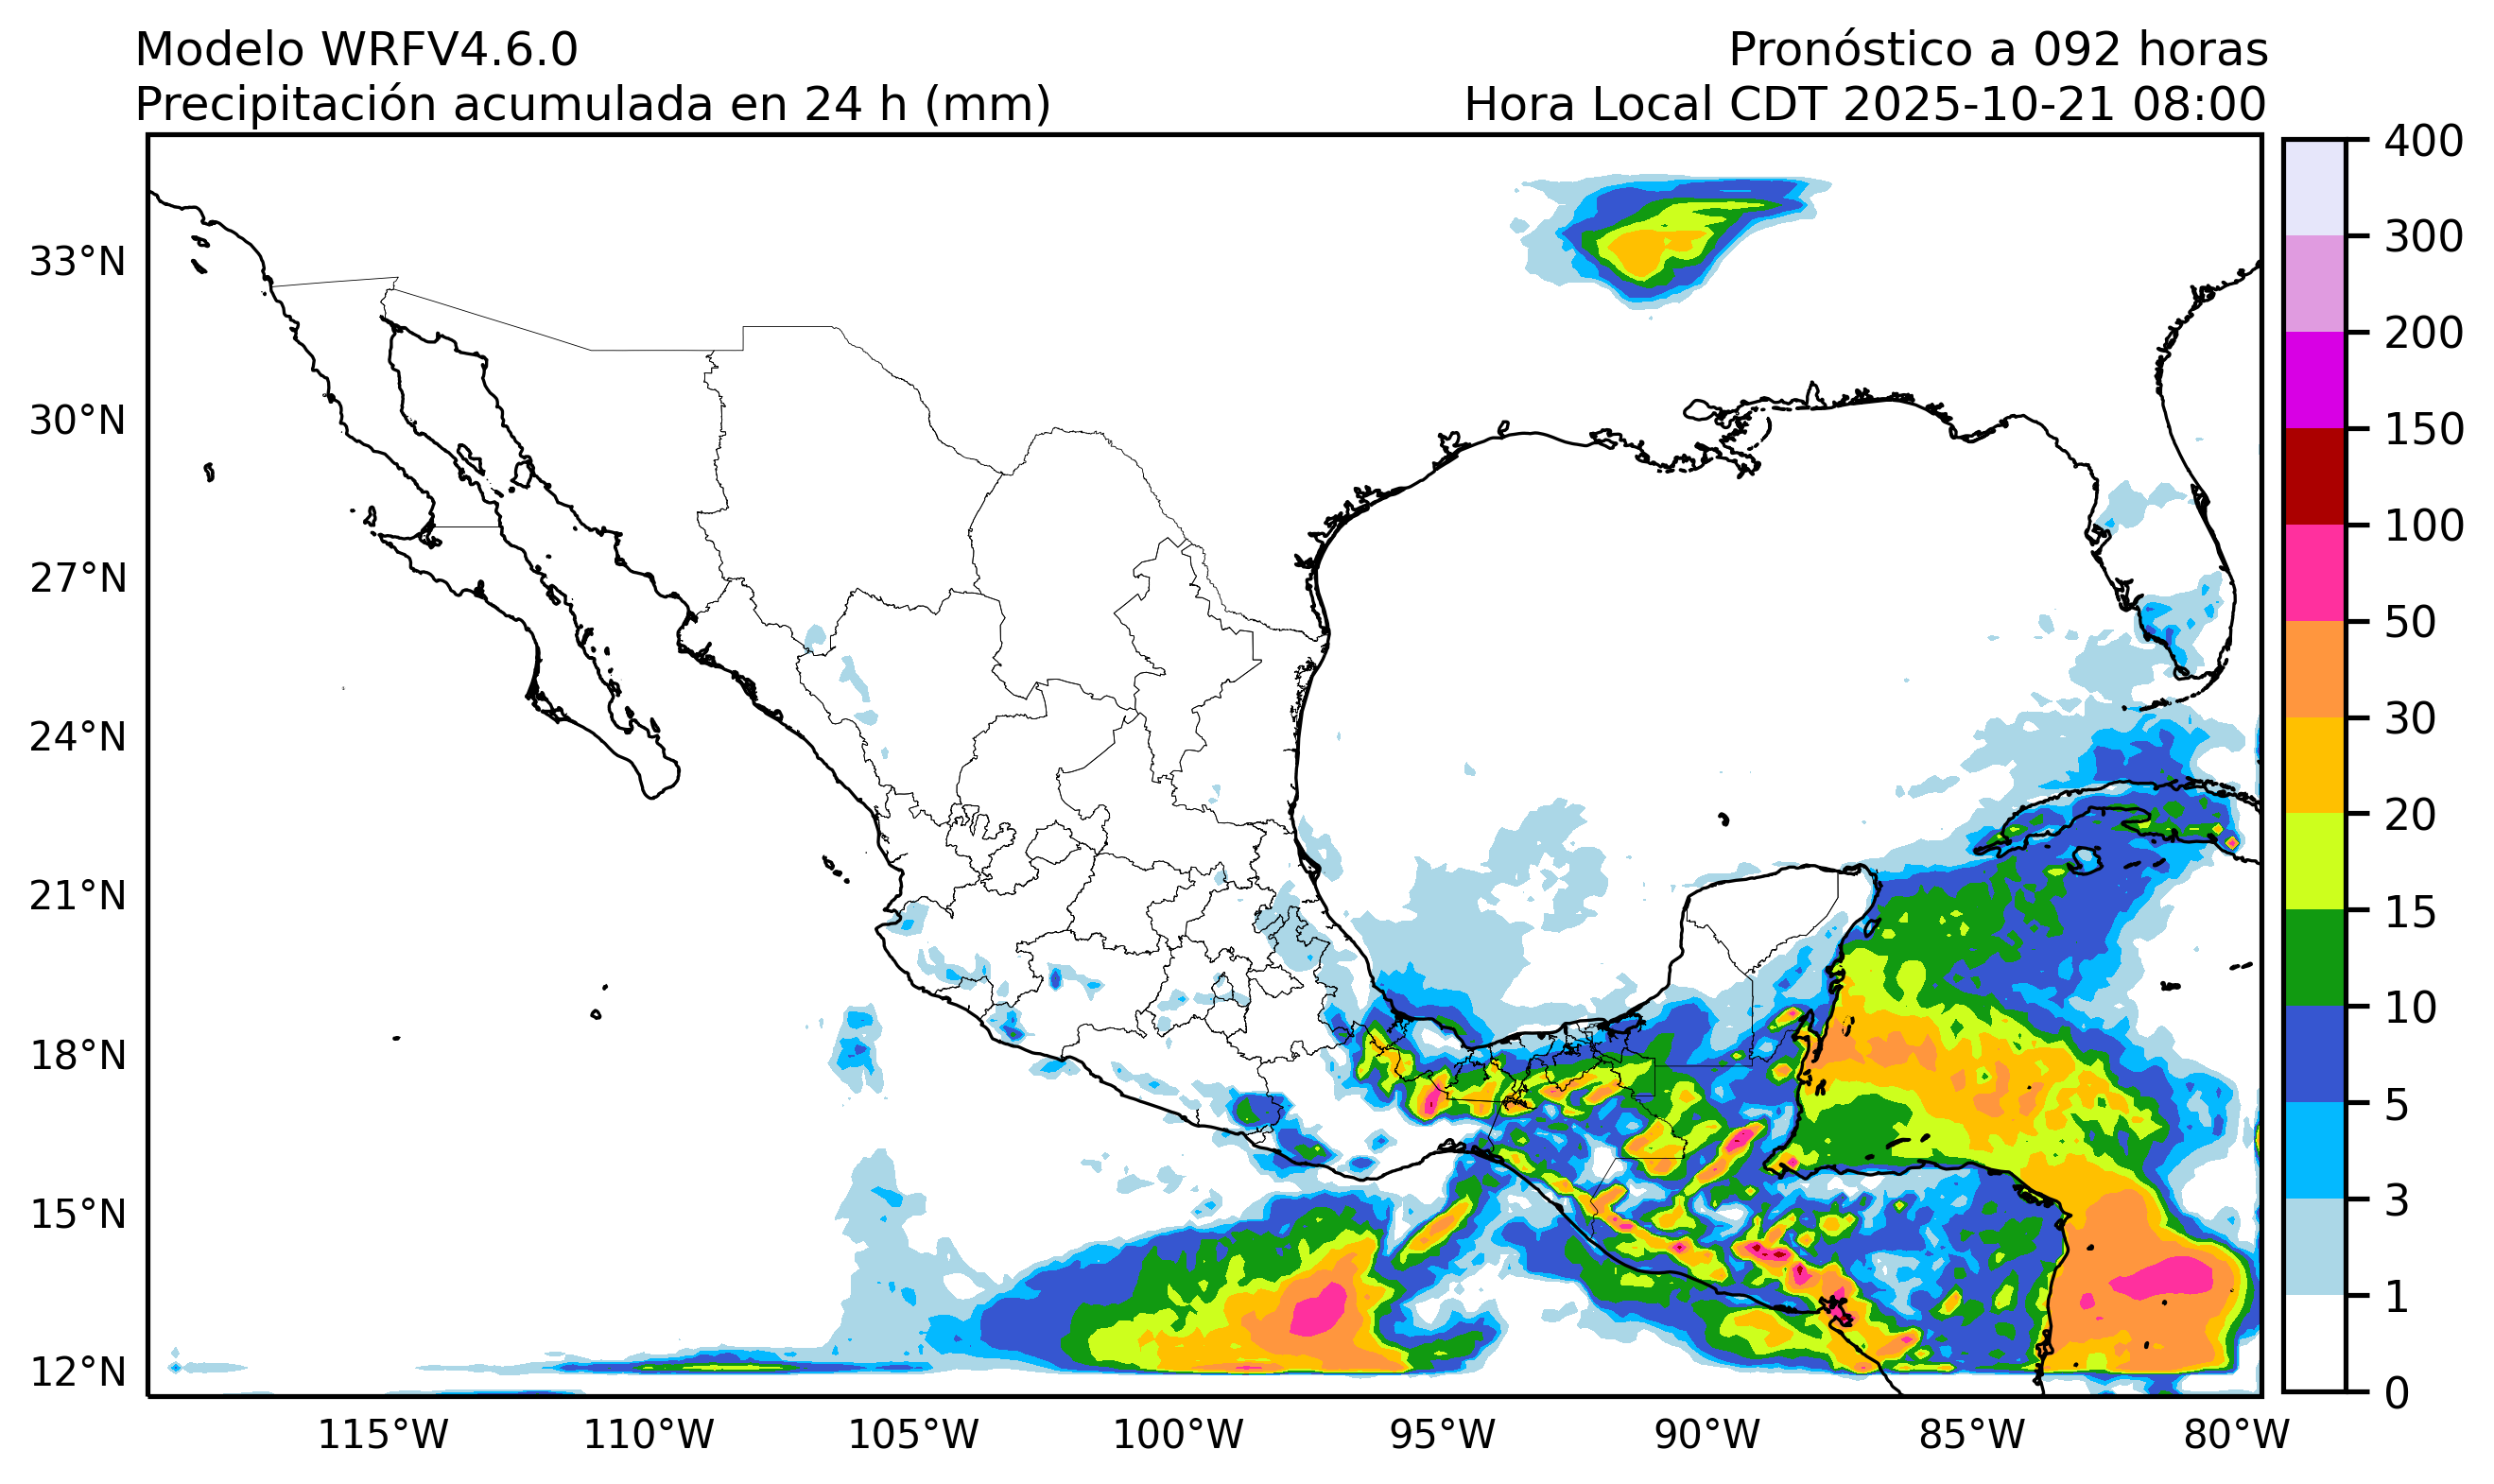 Modelo WRFV4.6.0
Pronóstico a 092 horas
Precipitación acumulada en 24 h (mm)
Hora Local CDT 2025-10-21 08:00
400
300
200
150
100
50
30
20
15
10
5
3
1
0
33°N
30°N
27°N
24°N
21°N
18°N
15°N
12°N
115°W
110°W
105°W
100°W
95°W
90°W
85°W
80°W